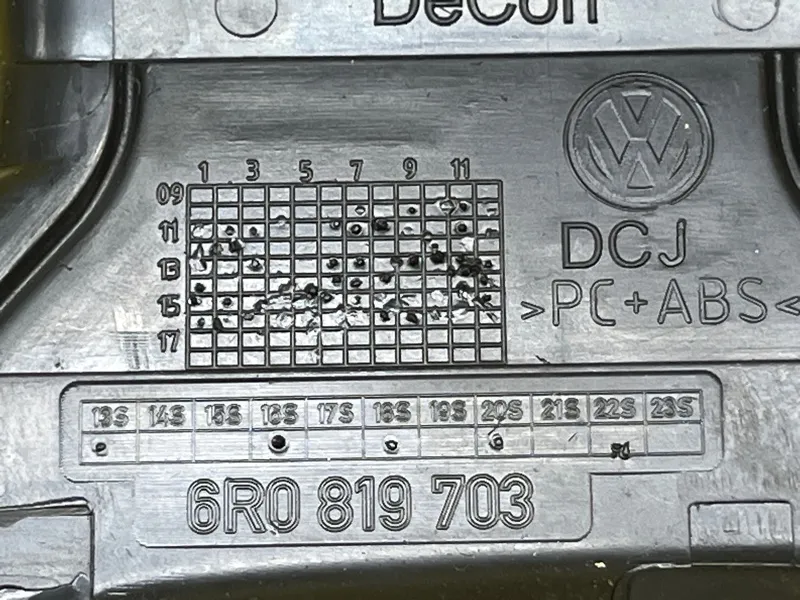 DeCon
1 3 5 7 9 11
09
11
13
15
17
DCJ
>PC+ABS<
13S 14S 15S 16S 17S 18S 19S 20S 21S 22S 23S
6R0 819 703